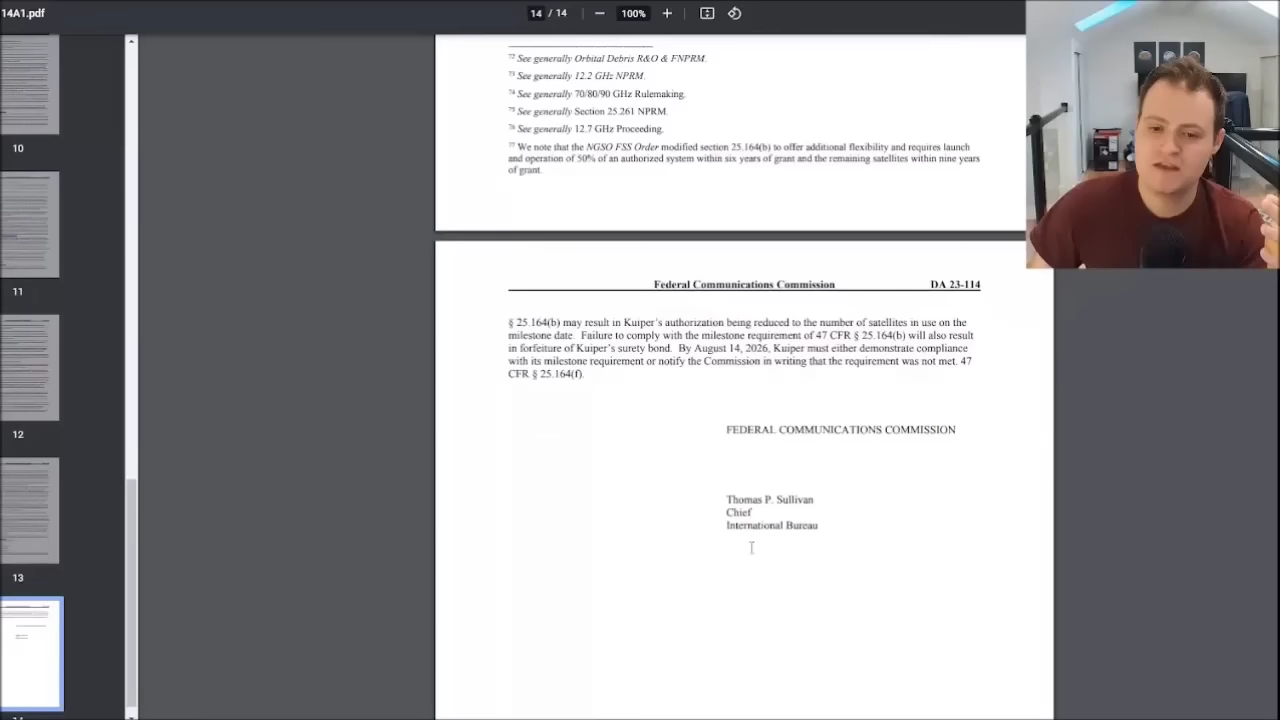 14A1.pdf
14 / 14
100%
72 See generally Orbital Debris R&O & FNPRM.
73 See generally 12.2 GHz NPRM.
74 See generally 70/80/90 GHz Rulemaking.
75 See generally Section 25.261 NPRM.
76 See generally 12.7 GHz Proceeding.
77 We note that the NGSO FSS Order modified section 25.164(b) to offer additional flexibility and requires launch
and operation of 50% of an authorized system within six years of grant and the remaining satellites within nine years
of grant.
10
11
12
13
Federal Communications Commission DA 23-114
§ 25.164(b) may result in Kuiper's authorization being reduced to the number of satellites in use on the
milestone date. Failure to comply with the milestone requirement of 47 CFR § 25.164(b) will also result
in forfeiture of Kuiper's surety bond. By August 14, 2026, Kuiper must either demonstrate compliance
with its milestone requirement or notify the Commission in writing that the requirement was not met. 47
CFR § 25.164(f).
FEDERAL COMMUNICATIONS COMMISSION
Thomas P. Sullivan
Chief
International Bureau